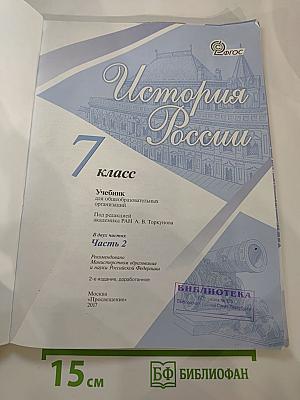 ФГОС
История
России
7 класс
Учебник
для общеобразовательных
организаций
Под редакцией
академика РАН А. В. Торкунова
В двух частях
Часть 2
Рекомендовано
Министерством образования
и науки Российской Федерации
2-е издание, доработанное
Москва
«Просвещение»
2017
БИБЛИОТЕКА
15 см
БФ БИБЛИОФАН